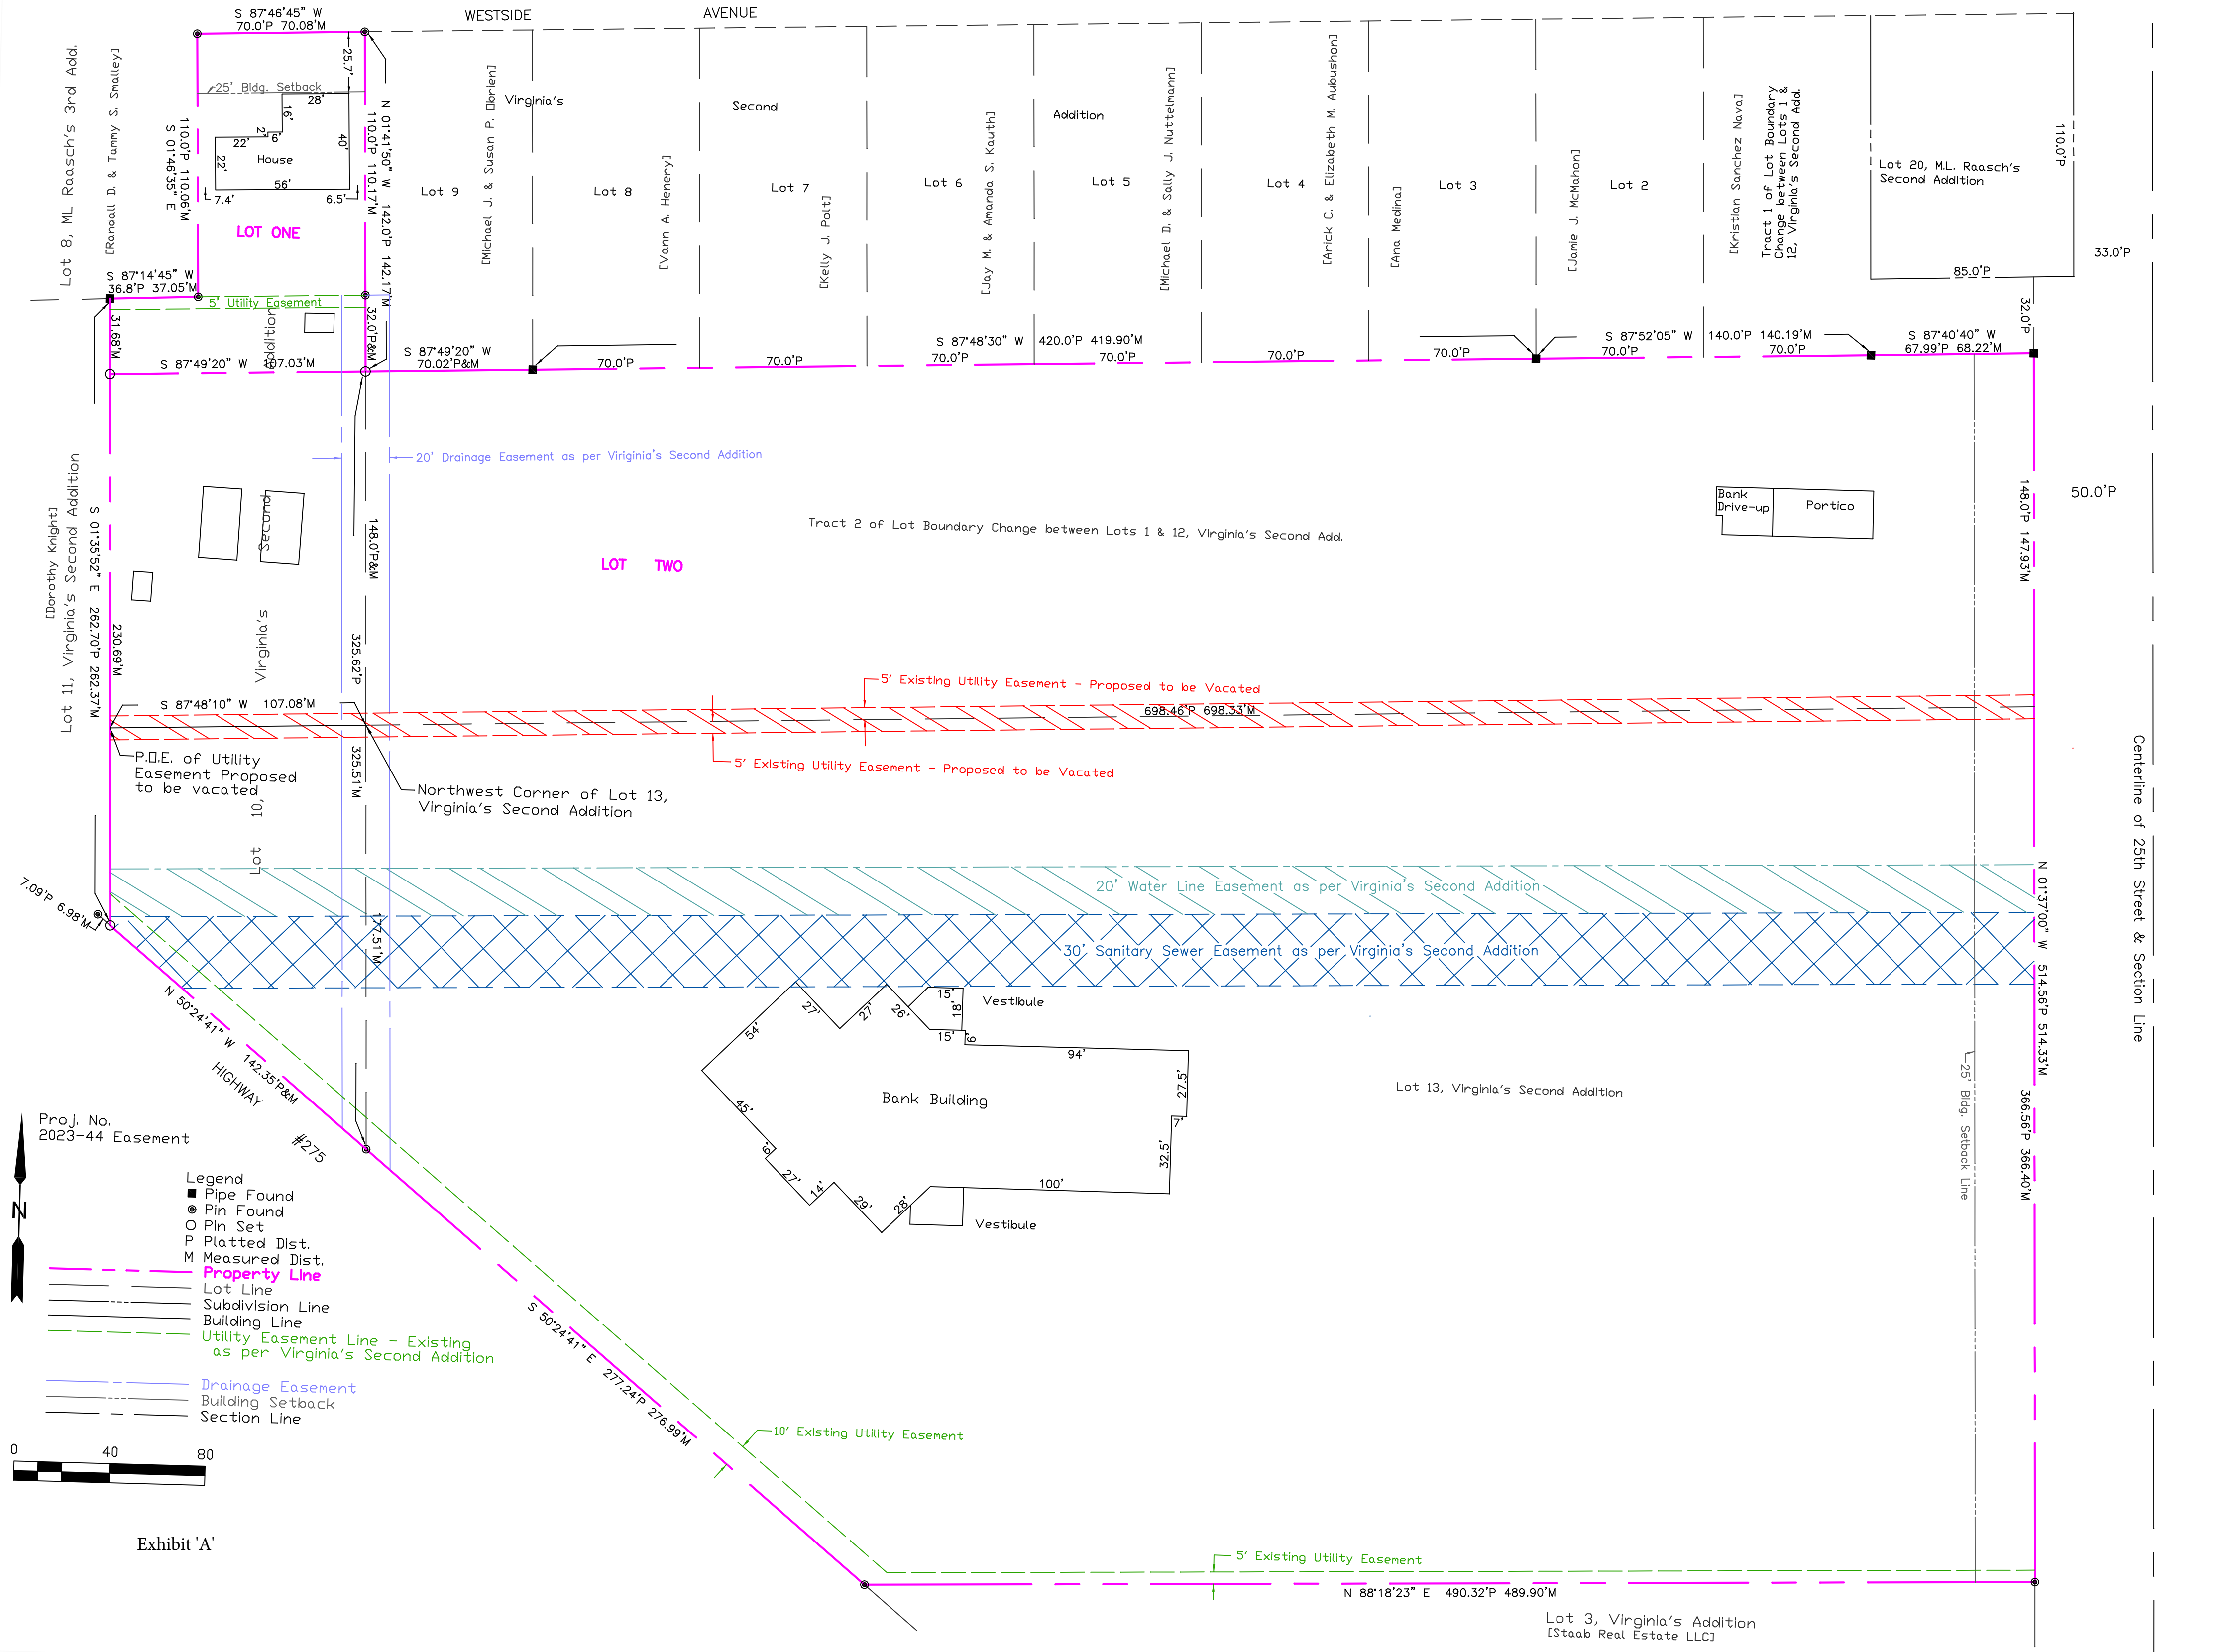 S 87°46'45" W
70.0'P 70.08'M
WESTSIDE AVENUE
Lot 8, ML Raasch's 3rd Add.
[Randall D. & Tammy S. Smalley]
25.7'
25' Bldg. Setback
28'
16'
2'
6'
22'
22'
40'
House
56'
7.4'
6.5'
110.0'P 110.06'M
S 01°46'35" E
N 01°41'50" W 142.0'P 142.17'M
110.0'P 110.17'M
LOT ONE
Virginia's
Second
Addition
Lot 9
[Michael J. & Susan P. Obrien]
Lot 8
[Vann A. Henery]
Lot 7
[Kelly J. Polt]
Lot 6
[Jay M. & Amanda S. Kauth]
Lot 5
[Michael D. & Sally J. Nuttelmann]
Lot 4
[Arick C. & Elizabeth M. Aubushon]
Lot 3
[Ana Medina]
Lot 2
[Jamie J. McMahon]
[Kristian Sanchez Nava]
Tract 1 of Lot Boundary
Change between Lots 1 &
12, Virginia's Second Add.
Lot 20, M.L. Raasch's
Second Addition
110.0'P
33.0'P
85.0'P
32.0'P
S 87°14'45" W
36.8'P 37.05'M
5' Utility Easement
31.68'M
32.0'P&M
S 87°49'20" W 107.03'M
S 87°49'20" W
70.02'P&M
70.0'P
70.0'P
S 87°48'30" W 420.0'P 419.90'M
70.0'P
70.0'P
70.0'P
70.0'P
S 87°52'05" W 140.0'P 140.19'M
70.0'P
70.0'P
S 87°40'40" W
67.99'P 68.22'M
20' Drainage Easement as per Viriginia's Second Addition
[Dorothy Knight]
Lot 11, Virginia's Second Addition
S 01°35'52" E 262.70'P 262.37'M
230.69'M
Lot 10, Virginia's Second Addition
148.0'P&M
325.62'P
325.51'M
177.51'M
Tract 2 of Lot Boundary Change between Lots 1 & 12, Virginia's Second Add.
LOT TWO
Bank
Drive-up
Portico
50.0'P
148.0'P 147.93'M
S 87°48'10" W 107.08'M
5' Existing Utility Easement - Proposed to be Vacated
698.46'P 698.33'M
5' Existing Utility Easement - Proposed to be Vacated
P.O.E. of Utility
Easement Proposed
to be vacated
Northwest Corner of Lot 13,
Virginia's Second Addition
Centerline of 25th Street & Section Line
N 01°37'00" W 514.56'P 514.33'M
7.09'P 6.98'M
20' Water Line Easement as per Virginia's Second Addition
30' Sanitary Sewer Easement as per Virginia's Second Addition
N 50°24'41" W 142.35'P&M
HIGHWAY #275
54'
27'
27'
26'
15'
18'
15'
6'
Vestibule
94'
27.5'
7'
32.5'
100'
Bank Building
45'
6'
27'
14'
29'
28'
Vestibule
Lot 13, Virginia's Second Addition
25' Bldg. Setback Line
366.56'P 366.40'M
Proj. No.
2023-44 Easement
N
Legend
Pipe Found
Pin Found
Pin Set
P Platted Dist.
M Measured Dist.
Property Line
Lot Line
Subdivision Line
Building Line
Utility Easement Line - Existing
as per Virginia's Second Addition
Drainage Easement
Building Setback
Section Line
0 40 80
Exhibit 'A'
S 50°24'41" E 277.24'P 276.99'M
10' Existing Utility Easement
5' Existing Utility Easement
N 88°18'23" E 490.32'P 489.90'M
Lot 3, Virginia's Addition
[Staab Real Estate LLC]